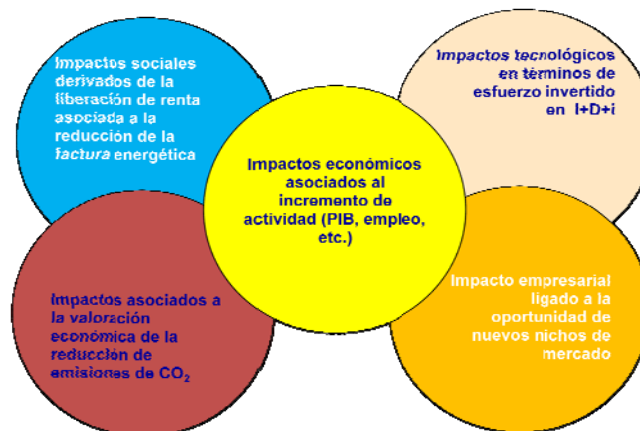 Impactos sociales
derivados de la
liberación de renta
asociada a la
reducción de la
factura energética
Impactos tecnológicos
en términos de
esfuerzo invertido
en I+D+i
Impactos económicos
asociados al
incremento de
actividad (PIB, empleo,
etc.)
Impactos asociados a
la valoración
económica de la
reducción de
emisiones de CO₂
Impacto empresarial
ligado a la
oportunidad de
nuevos nichos de
mercado